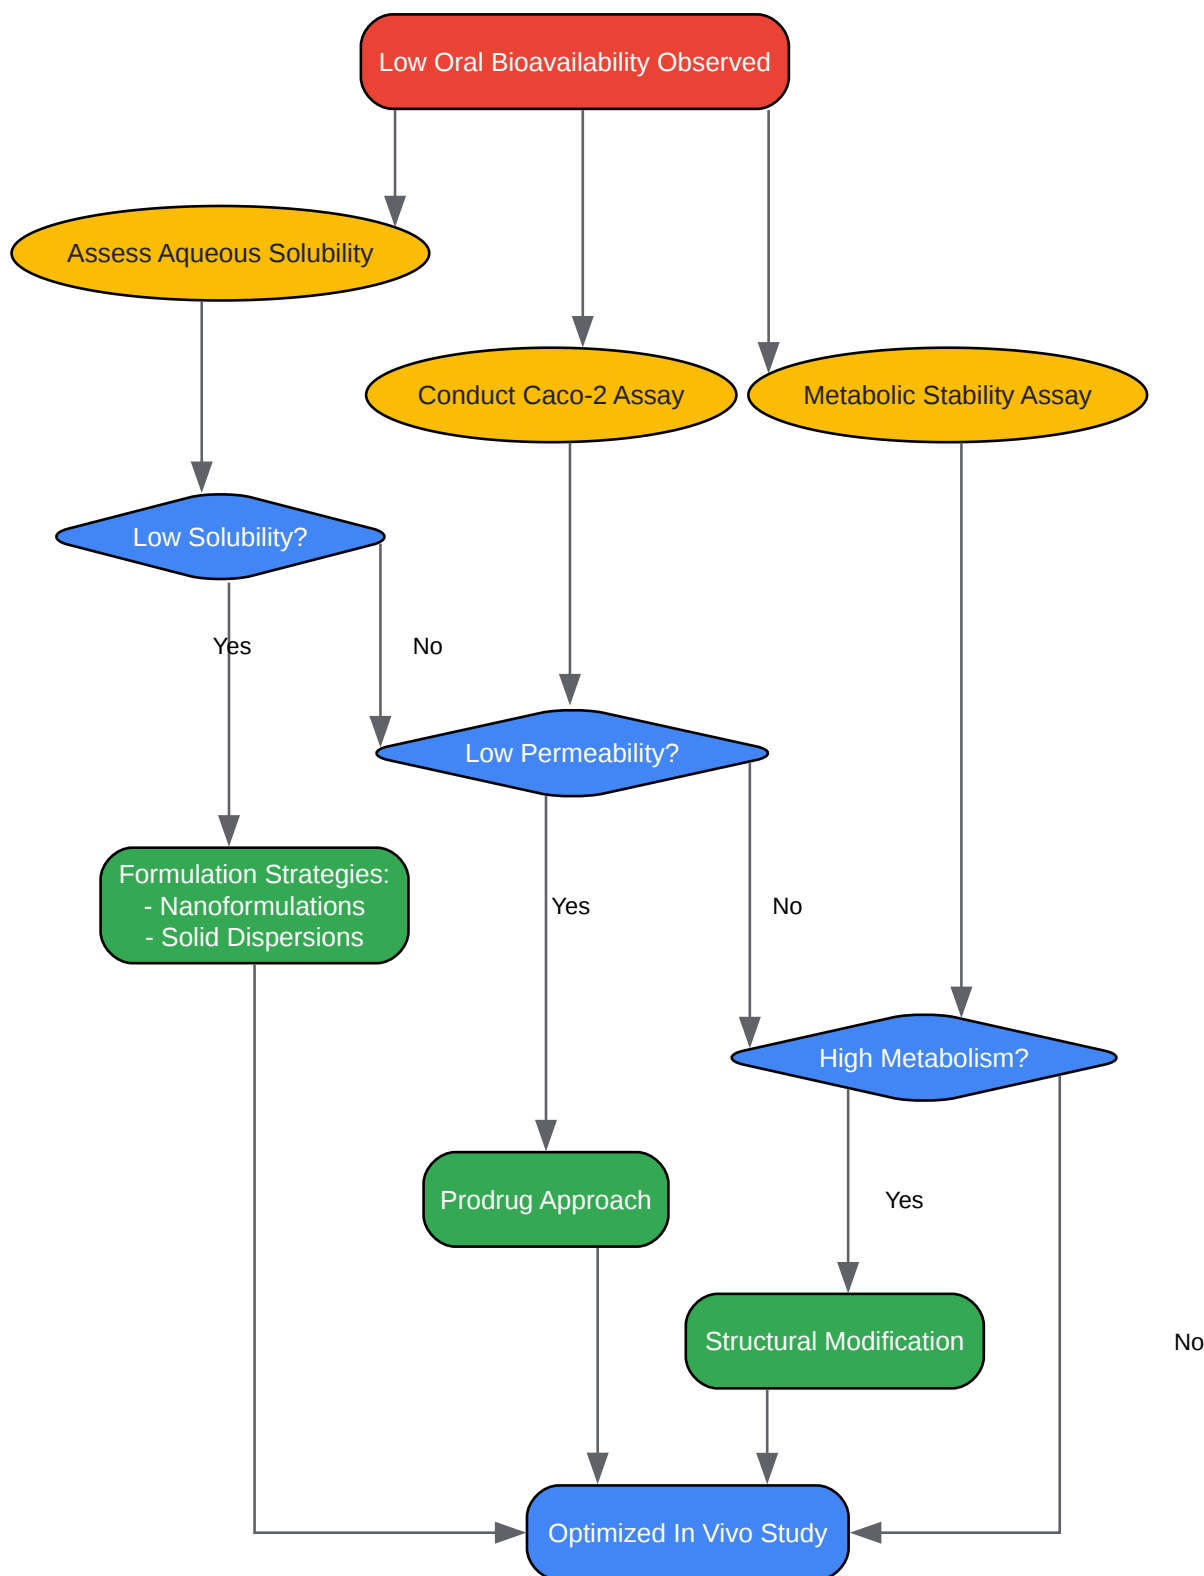 Low Oral Bioavailability Observed
Assess Aqueous Solubility
Conduct Caco-2 Assay
Metabolic Stability Assay
Low Solubility?
Yes
No
Low Permeability?
Formulation Strategies:
- Nanoformulations
- Solid Dispersions
Yes
No
High Metabolism?
Prodrug Approach
Yes
Structural Modification
No
Optimized In Vivo Study